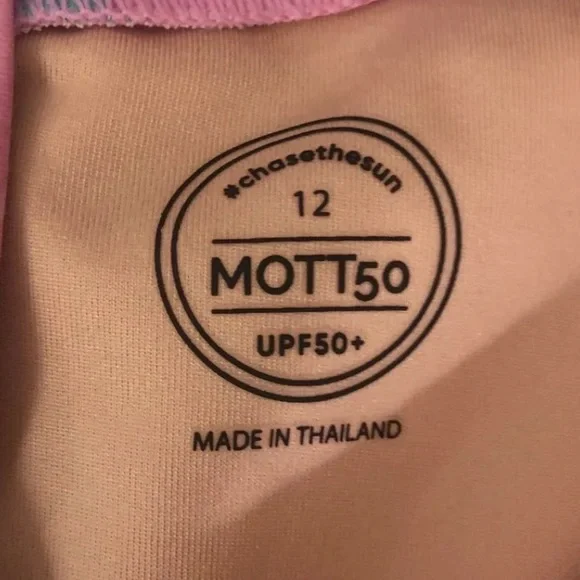 #chasethesun
12
MOTT50
UPF50+
MADE IN THAILAND